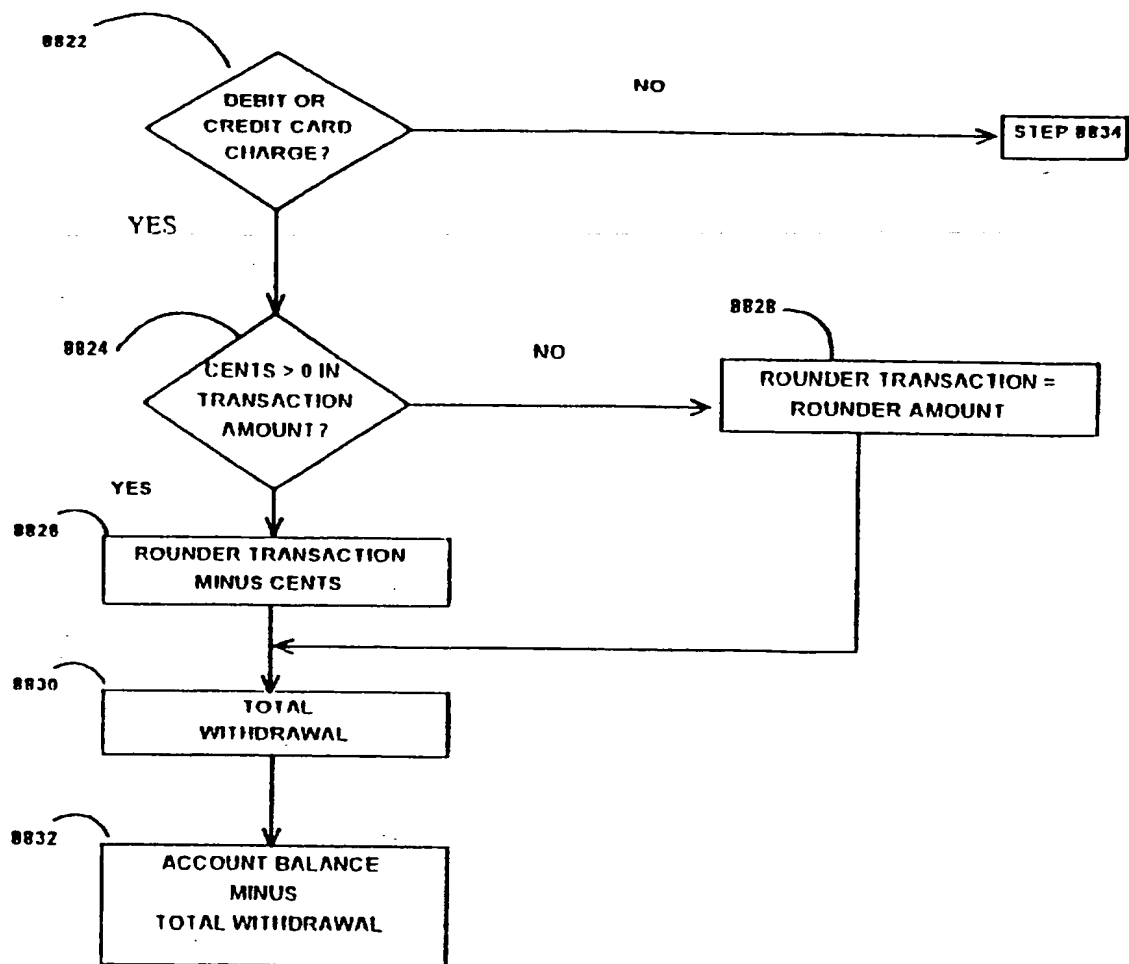 8822
DEBIT OR
CREDIT CARD
CHARGE?
NO
STEP 8834
YES
8824
CENTS > 0 IN
TRANSACTION
AMOUNT?
NO
8828
ROUNDER TRANSACTION =
ROUNDER AMOUNT
YES
8826
ROUNDER TRANSACTION
MINUS CENTS
8830
TOTAL
WITHDRAWAL
8832
ACCOUNT BALANCE
MINUS
TOTAL WITHDRAWAL